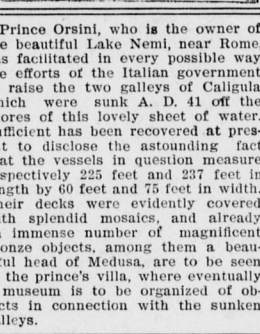 Prince Orsini, who is the owner of
e beautiful Lake Nemi, near Rome,
s facilitated in every possible way
e efforts of the Italian government
raise the two galleys of Caligula
hich were sunk A. D. 41 off the
ores of this lovely sheet of water.
ufficient has been recovered at pres-
t to disclose the astounding fact
at the vessels in question measure
spectively 225 feet and 237 feet in
ngth by 60 feet and 75 feet in width.
heir decks were evidently covered
th splendid mosaics, and already
immense number of magnificent
onze objects, among them a beau-
ful head of Medusa, are to be seen
the prince's villa, where eventually
museum is to be organized of ob-
cts in connection with the sunken
lleys.